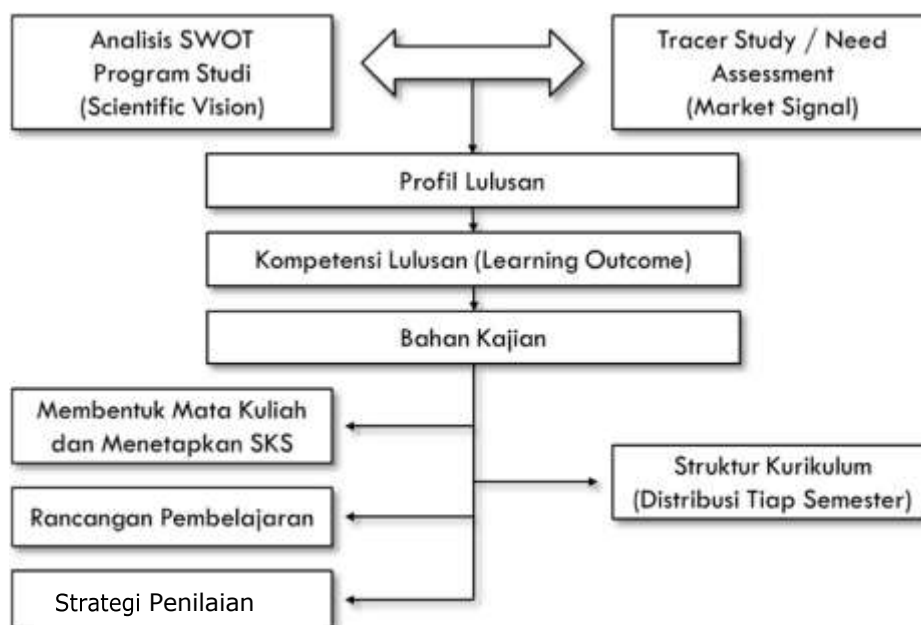 Analisis SWOT
Program Studi
(Scientific Vision)
Tracer Study / Need
Assessment
(Market Signal)
Profil Lulusan
Kompetensi Lulusan (Learning Outcome)
Bahan Kajian
Membentuk Mata Kuliah
dan Menetapkan SKS
Struktur Kurikulum
(Distribusi Tiap Semester)
Rancangan Pembelajaran
Strategi Penilaian